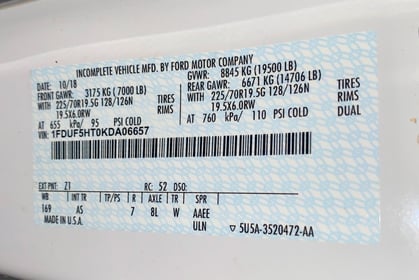 INCOMPLETE VEHICLE MFD. BY FORD MOTOR COMPANY
DATE: 10/18 GVWR: 8845 KG (19500 LB)
FRONT GAWR: 3175 KG (7000 LB) REAR GAWR: 6671 KG (14706 LB)
WITH 225/70R19.5G 128/126N TIRES WITH 225/70R19.5G 128/126N TIRES
19.5X6.0RW RIMS 19.5X6.0RW RIMS
AT 655 kPa/ 95 PSI COLD AT 760 kPa/ 110 PSI COLD DUAL
VIN: 1FDUF5HT0KDA06657
EXT PNT: Z1 RC: 52 DSO:
WB INT TR TP/PS R AXLE TR SPR
169 AS 7 8L W AAEE
MADE IN U.S.A. ULN ▽ 5U5A-3520472-AA